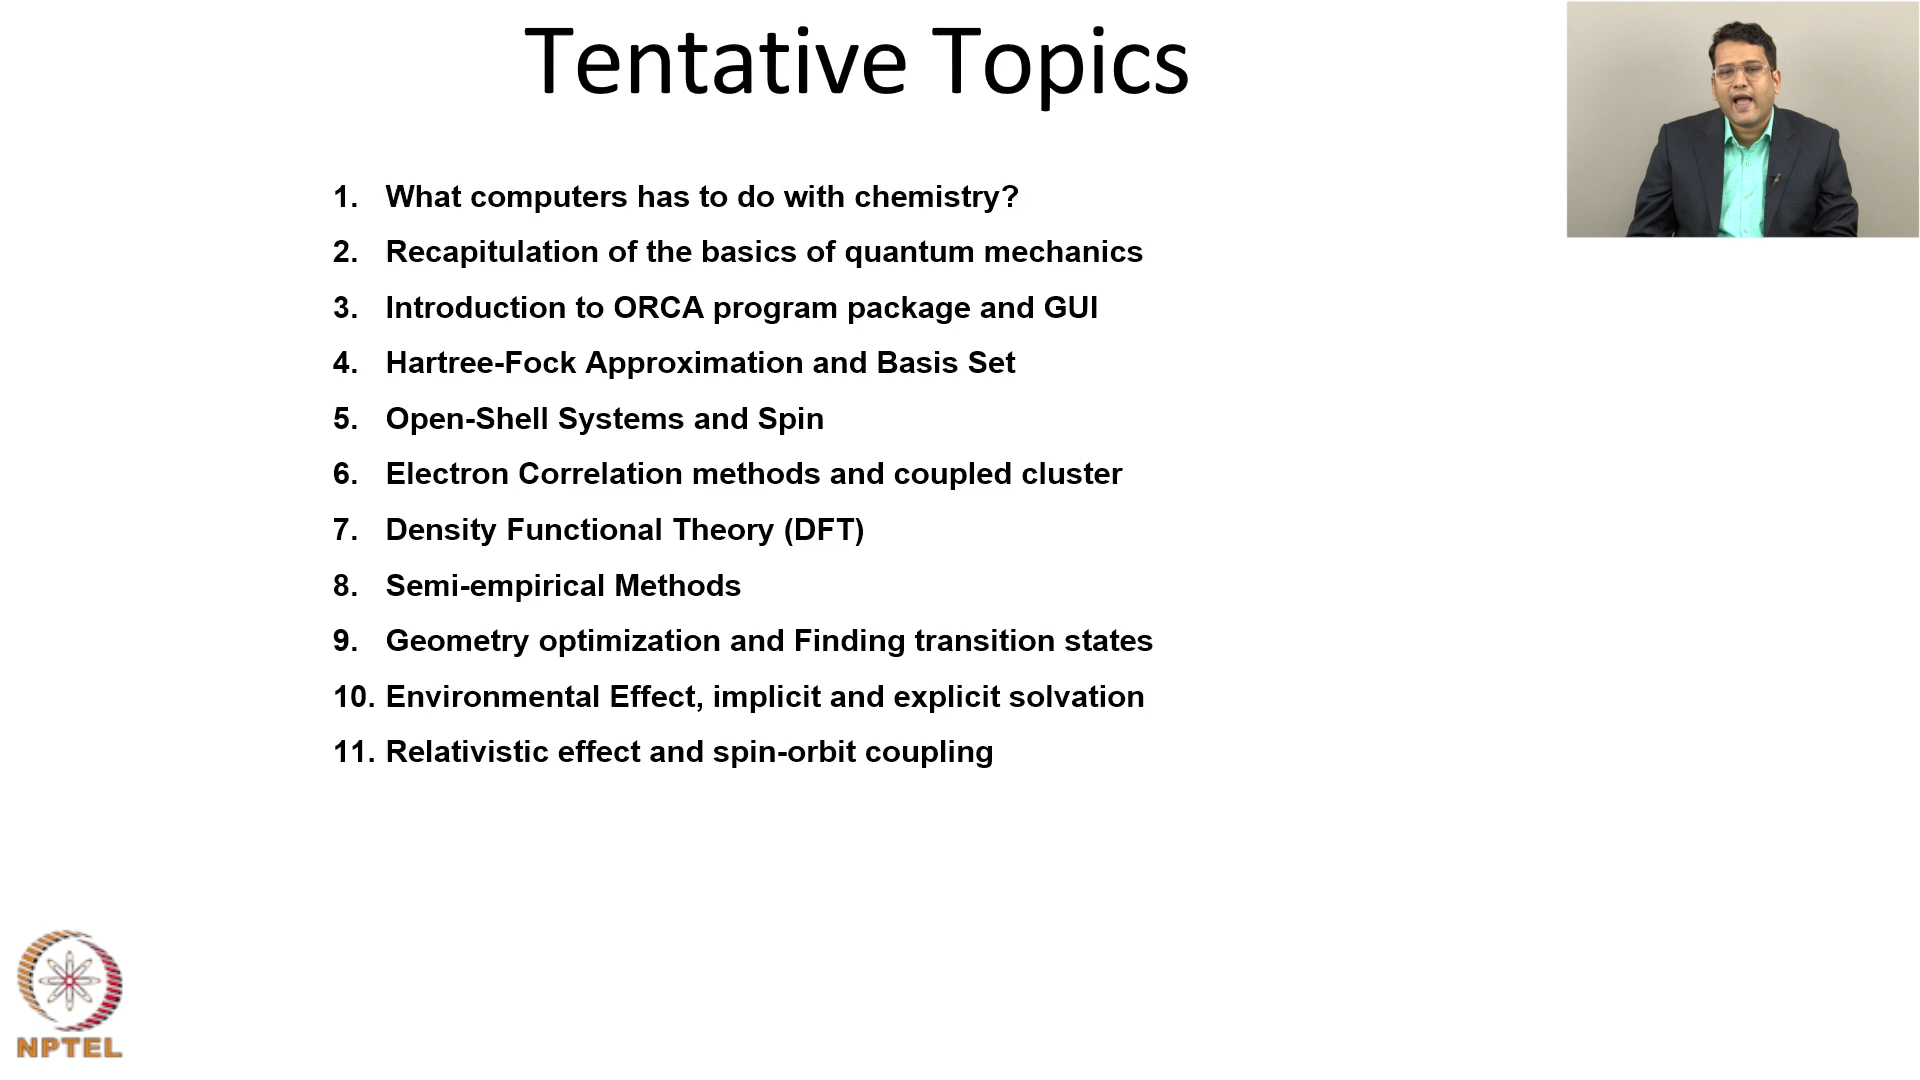 Tentative Topics
1. What computers has to do with chemistry?
2. Recapitulation of the basics of quantum mechanics
3. Introduction to ORCA program package and GUI
4. Hartree-Fock Approximation and Basis Set
5. Open-Shell Systems and Spin
6. Electron Correlation methods and coupled cluster
7. Density Functional Theory (DFT)
8. Semi-empirical Methods
9. Geometry optimization and Finding transition states
10. Environmental Effect, implicit and explicit solvation
11. Relativistic effect and spin-orbit coupling
NPTEL